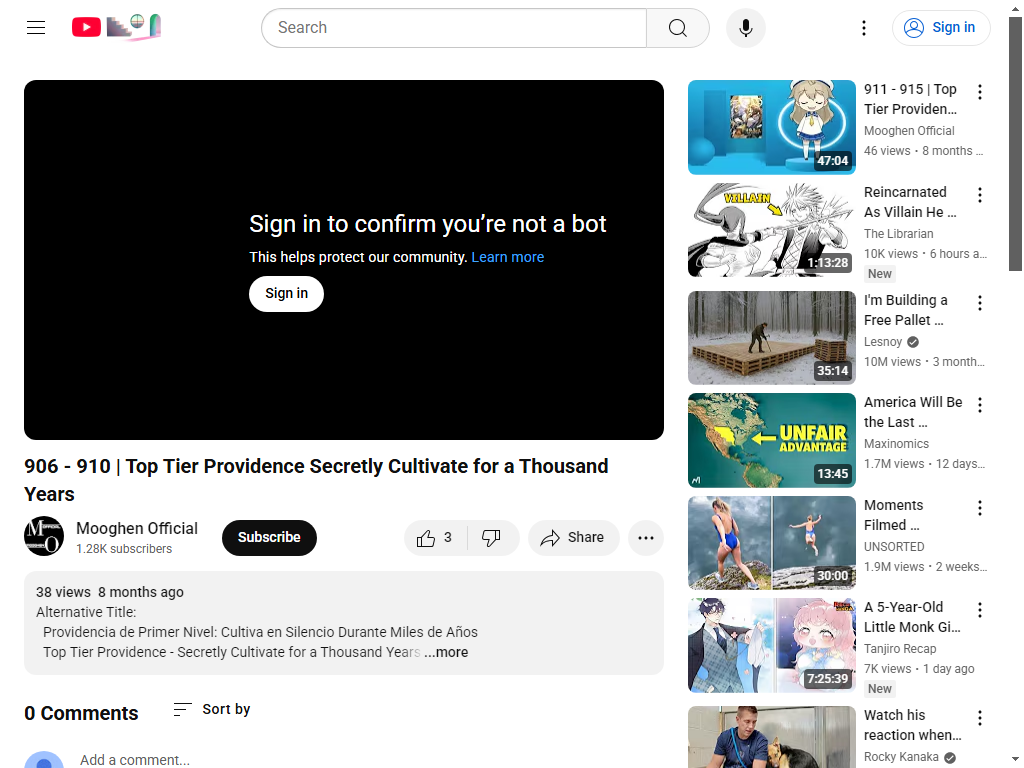 Search
Sign in
Sign in to confirm you’re not a bot
This helps protect our community. Learn more
Sign in
906 - 910 | Top Tier Providence Secretly Cultivate for a Thousand
Years
Mooghen Official
1.28K subscribers
Subscribe
3
Share
38 views 8 months ago
Alternative Title:
Providencia de Primer Nivel: Cultiva en Silencio Durante Miles de Años
Top Tier Providence - Secretly Cultivate for a Thousand Years ...more
0 Comments
Sort by
Add a comment...
47:04
911 - 915 | Top
Tier Providen...
Mooghen Official
46 views • 8 months ...
VILLAIN
1:13:28
Reincarnated
As Villain He ...
The Librarian
10K views • 6 hours a...
New
35:14
I'm Building a
Free Pallet ...
Lesnoy
10M views • 3 month...
UNFAIR
ADVANTAGE
13:45
America Will Be
the Last ...
Maxinomics
1.7M views • 12 days...
30:00
Moments
Filmed ...
UNSORTED
1.9M views • 2 weeks...
7:25:39
A 5-Year-Old
Little Monk Gi...
Tanjiro Recap
7K views • 1 day ago
New
Watch his
reaction when...
Rocky Kanaka